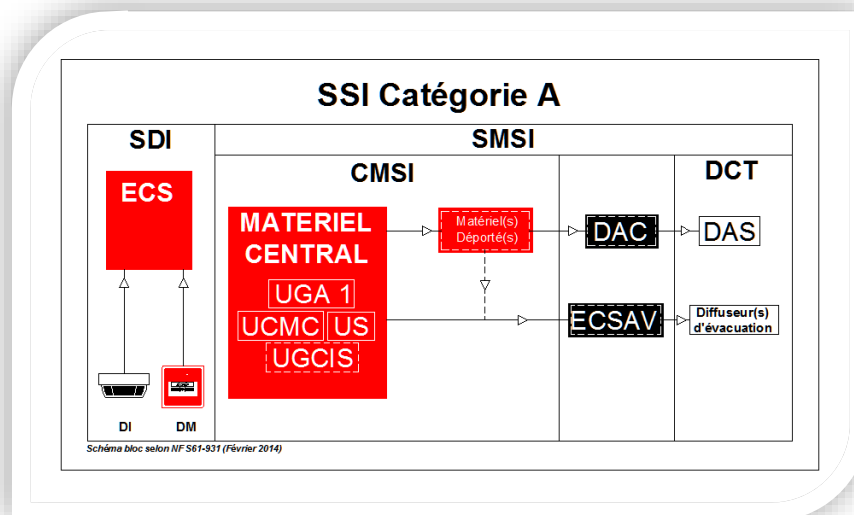 SSI Catégorie A
SDI
SMSI
CMSI
DCT
ECS
MATERIEL
CENTRAL
UGA 1
UCMC US
UGCIS
Matériel(s)
Déporté(s)
DAC
DAS
ECSAV
Diffuseur(s)
d'évacuation
DI
DM
Schéma bloc selon NF S61-931 (Février 2014)